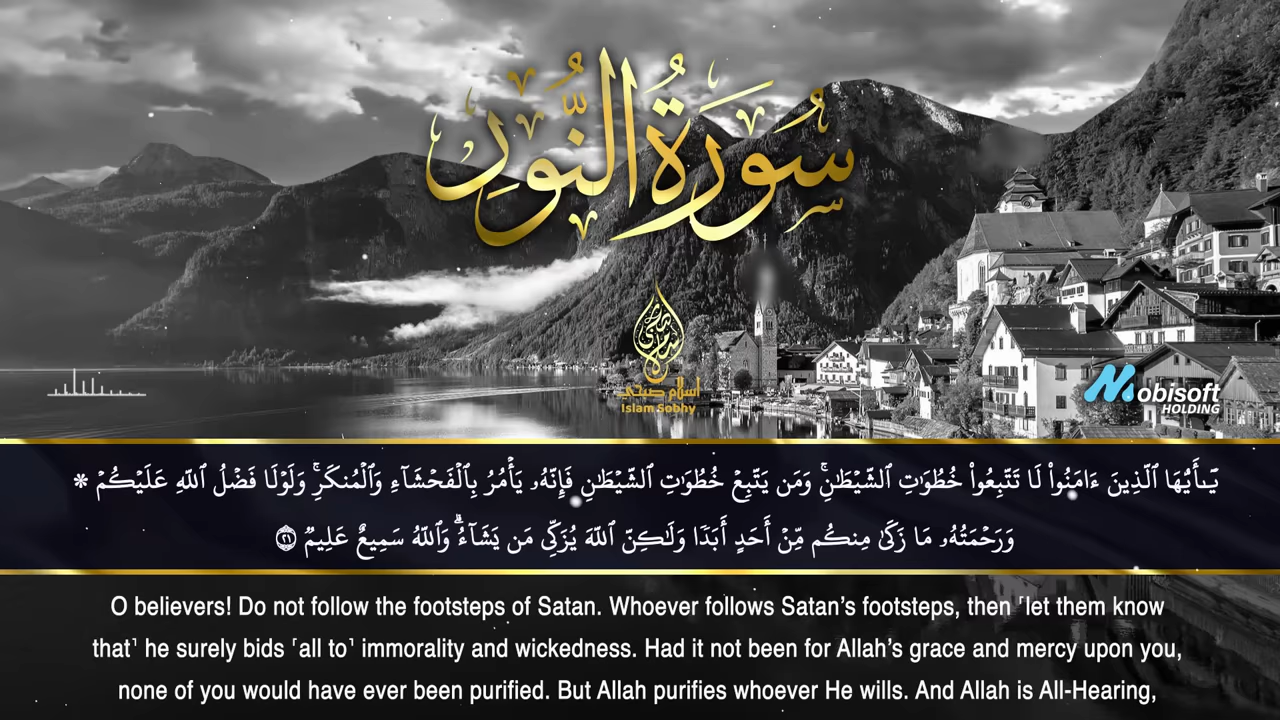 سُورَةُ النُّورِ
اسلام صبحي
Islam Sobhy
Mobisoft
HOLDING
يَـٰٓأَيُّهَا ٱلَّذِينَ ءَامَنُوا۟ لَا تَتَّبِعُوا۟ خُطُوَٰتِ ٱلشَّيْطَـٰنِ ۚ وَمَن يَتَّبِعْ خُطُوَٰتِ ٱلشَّيْطَـٰنِ فَإِنَّهُۥ يَأْمُرُ بِٱلْفَحْشَآءِ وَٱلْمُنكَرِ ۚ وَلَوْلَا فَضْلُ ٱللَّهِ عَلَيْكُمْ ۞
وَرَحْمَتُهُۥ مَا زَكَىٰ مِنكُم مِّنْ أَحَدٍ أَبَدًا وَلَـٰكِنَّ ٱللَّهَ يُزَكِّى مَن يَشَآءُ ۗ وَٱللَّهُ سَمِيعٌ عَلِيمٌ ٢١
O believers! Do not follow the footsteps of Satan. Whoever follows Satan’s footsteps, then ˹let them know
that˺ he surely bids ˹all to˺ immorality and wickedness. Had it not been for Allah’s grace and mercy upon you,
none of you would have ever been purified. But Allah purifies whoever He wills. And Allah is All-Hearing,